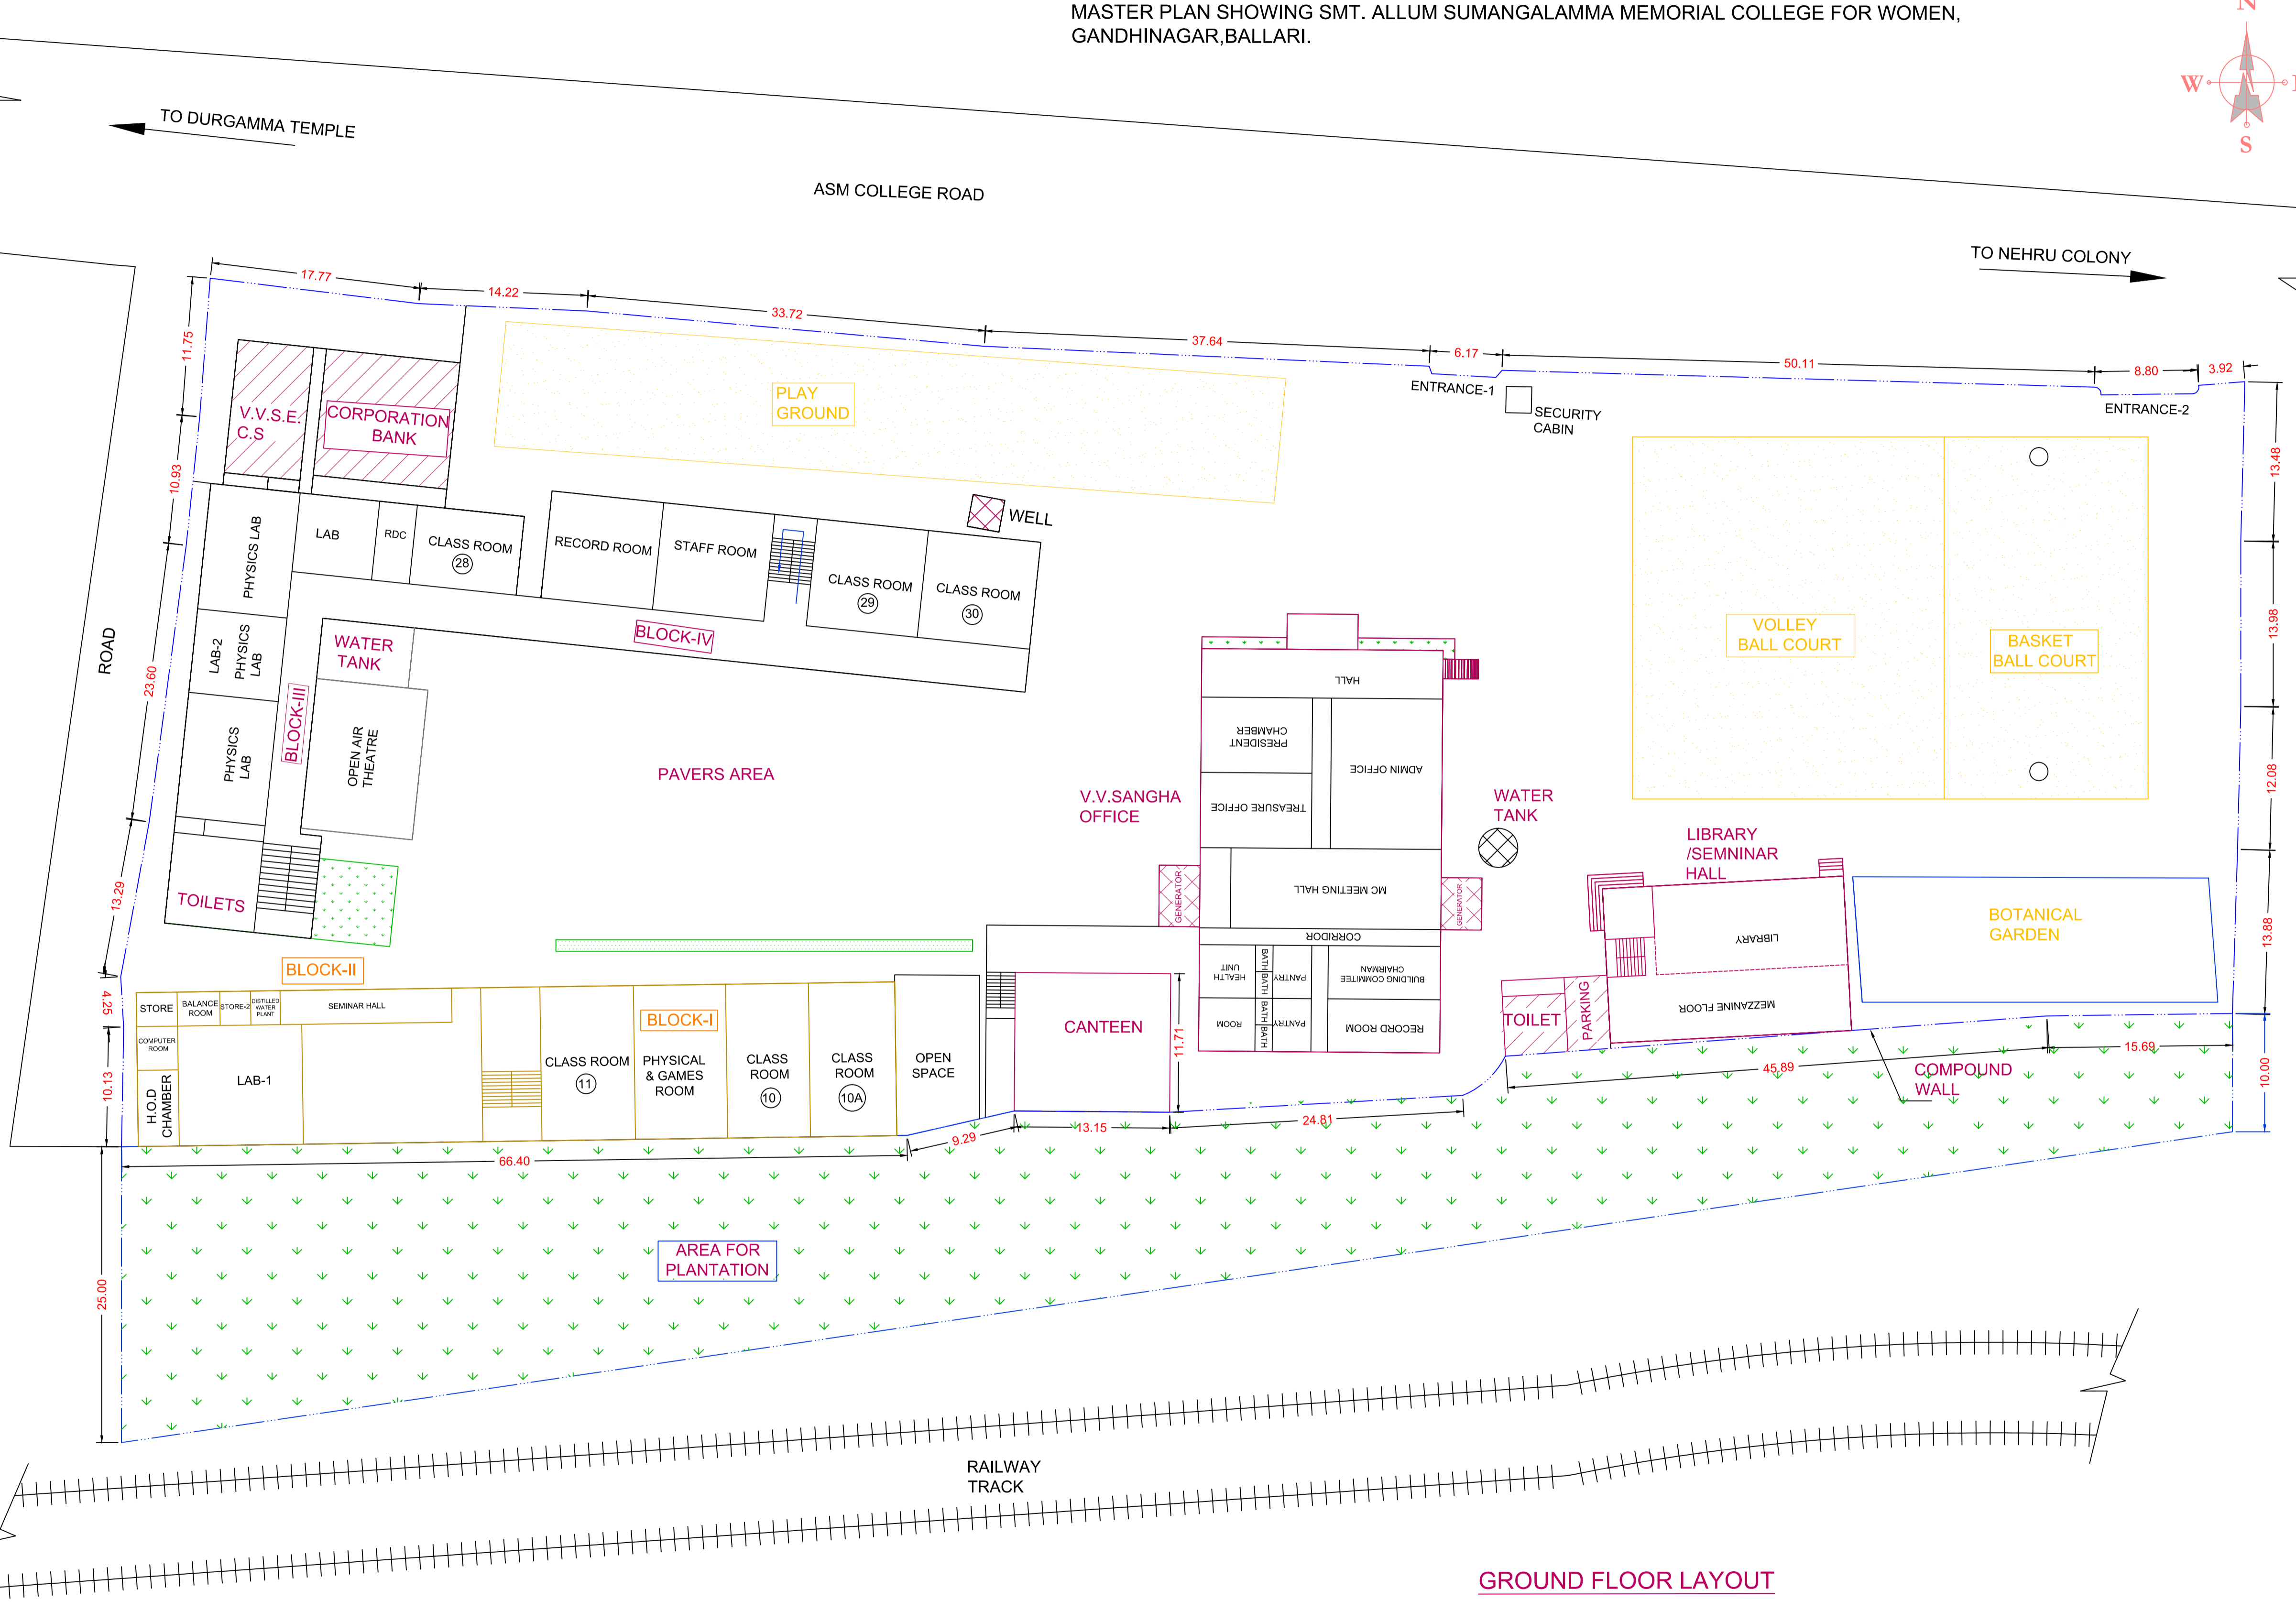 MASTER PLAN SHOWING SMT. ALLUM SUMANGALAMMA MEMORIAL COLLEGE FOR WOMEN,
GANDHINAGAR,BALLARI.
N
W
S
TO DURGAMMA TEMPLE
ASM COLLEGE ROAD
TO NEHRU COLONY
17.77
14.22
33.72
37.64
6.17
50.11
8.80
3.92
ENTRANCE-1
SECURITY
CABIN
ENTRANCE-2
11.75
10.93
23.60
13.29
4.25
10.13
25.00
ROAD
V.V.S.E.
C.S
CORPORATION
BANK
PLAY
GROUND
WELL
PHYSICS LAB
LAB
RDC
CLASS ROOM
28
RECORD ROOM
STAFF ROOM
CLASS ROOM
29
CLASS ROOM
30
BLOCK-IV
LAB-2
PHYSICS
LAB
PHYSICS
LAB
BLOCK-III
WATER
TANK
OPEN AIR
THEATRE
TOILETS
PAVERS AREA
V.V.SANGHA
OFFICE
HALL
PRESIDENT
CHAMBER
ADMIN OFFICE
TREASURE OFFICE
MC MEETING HALL
GENERATOR
GENERATOR
CORRIDOR
HEALTH
UNIT
BATH
BATH
PANTRY
BUILDING COMMITEE
CHAIRMAN
ROOM
BATH
BATH
PANTRY
RECORD ROOM
WATER
TANK
VOLLEY
BALL COURT
BASKET
BALL COURT
13.48
13.98
12.08
13.88
10.00
LIBRARY
/SEMNINAR
HALL
LIBRARY
MEZZANINE FLOOR
TOILET
PARKING
BOTANICAL
GARDEN
COMPOUND
WALL
BLOCK-II
STORE
BALANCE
ROOM
STORE-2
DISTILLED
WATER
PLANT
SEMINAR HALL
COMPUTER
ROOM
H.O.D
CHAMBER
LAB-1
BLOCK-I
CLASS ROOM
11
PHYSICAL
& GAMES
ROOM
CLASS
ROOM
10
CLASS
ROOM
10A
OPEN
SPACE
CANTEEN
11.71
66.40
9.29
13.15
24.81
45.89
15.69
AREA FOR
PLANTATION
RAILWAY
TRACK
GROUND FLOOR LAYOUT